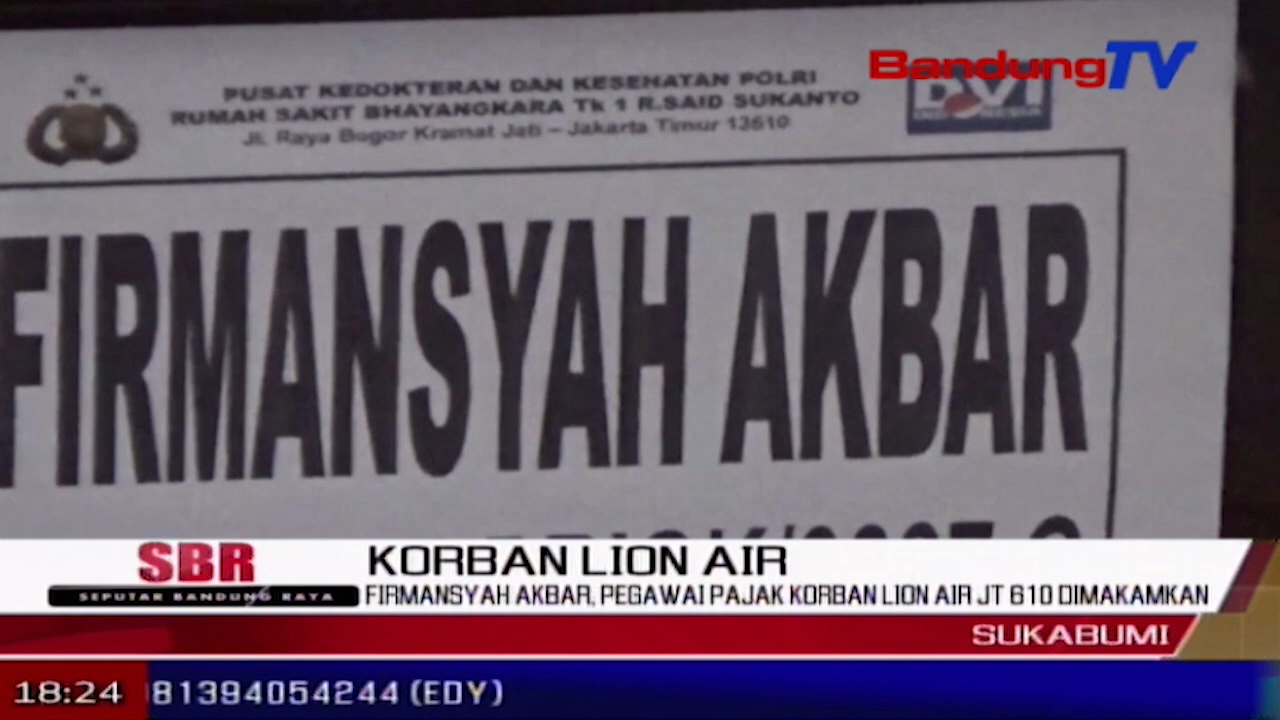 BandungTV
PUSAT KEDOKTERAN DAN KESEHATAN POLRI
RUMAH SAKIT BHAYANGKARA Tk 1 R.SAID SUKANTO
Jl. Raya Bogor Kramat Jati – Jakarta Timur 13510
DVI
FIRMANSYAH AKBAR
SBR
SEPUTAR BANDUNG RAYA
KORBAN LION AIR
FIRMANSYAH AKBAR, PEGAWAI PAJAK KORBAN LION AIR JT 610 DIMAKAMKAN
SUKABUMI
18:24
81394054244 (EDY)